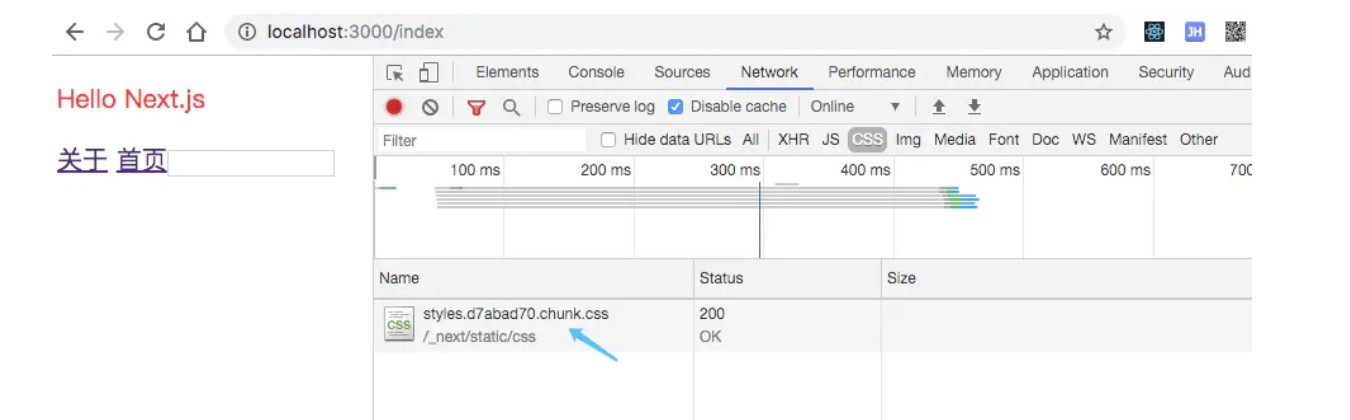 localhost:3000/index
JH
Hello Next.js
关于 首页
Elements Console Sources Network Performance Memory Application Security Aud
Preserve log Disable cache Online
Filter Hide data URLs All XHR JS CSS Img Media Font Doc WS Manifest Other
100 ms 200 ms 300 ms 400 ms 500 ms 600 ms 700
Name Status Size
CSS
styles.d7abad70.chunk.css 200
/_next/static/css OK